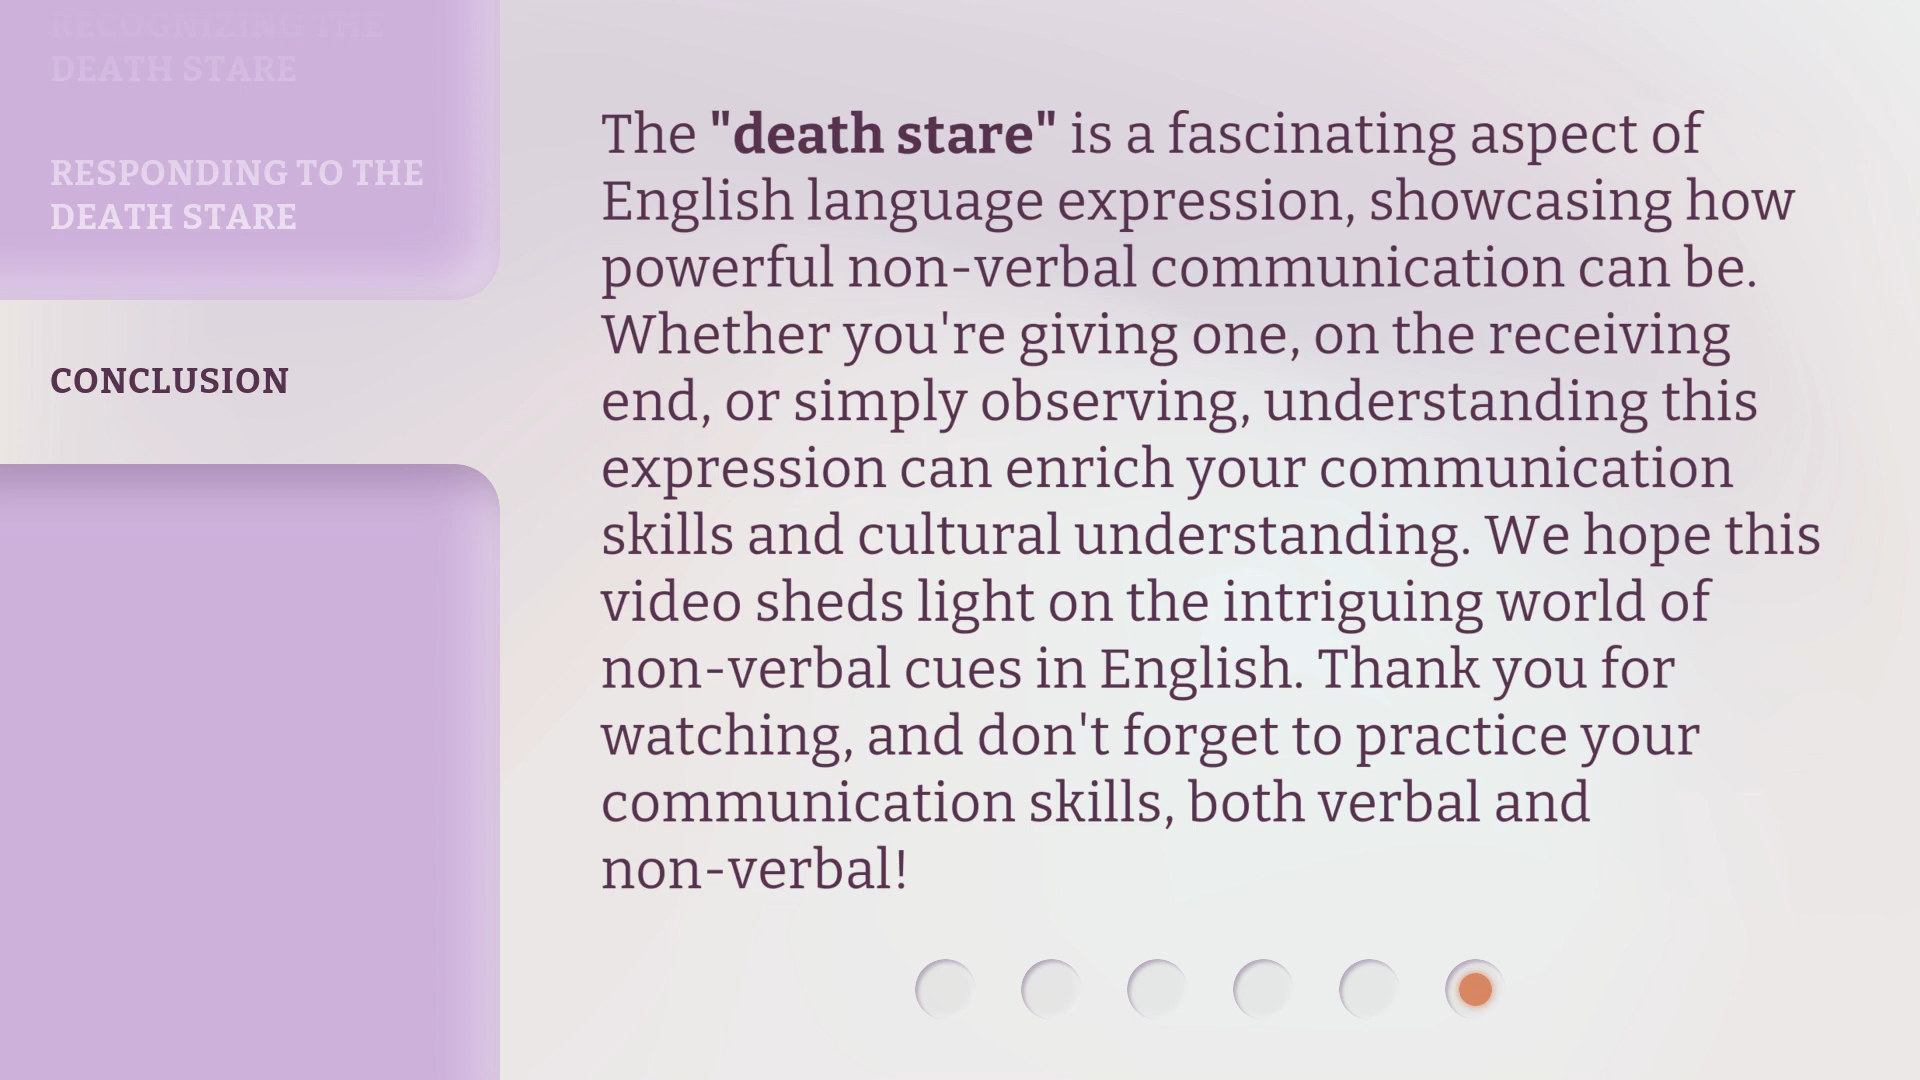 RECOGNIZING THE
DEATH STARE
RESPONDING TO THE
DEATH STARE
CONCLUSION
The "death stare" is a fascinating aspect of
English language expression, showcasing how
powerful non-verbal communication can be.
Whether you're giving one, on the receiving
end, or simply observing, understanding this
expression can enrich your communication
skills and cultural understanding. We hope this
video sheds light on the intriguing world of
non-verbal cues in English. Thank you for
watching, and don't forget to practice your
communication skills, both verbal and
non-verbal!